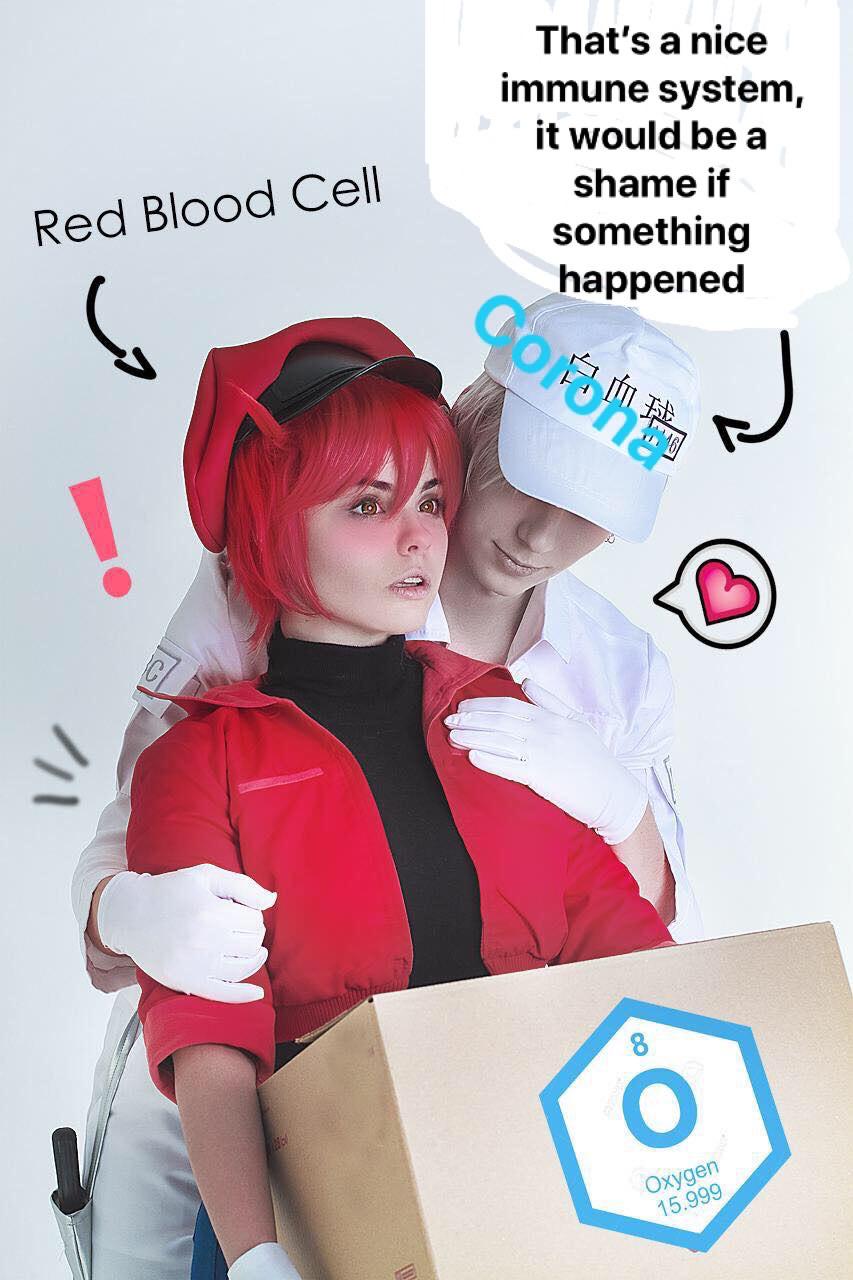 That's a nice
immune system,
it would be a
shame if
something
happened
Red Blood Cell
Corona
白血球
8
O
Oxygen
15.999